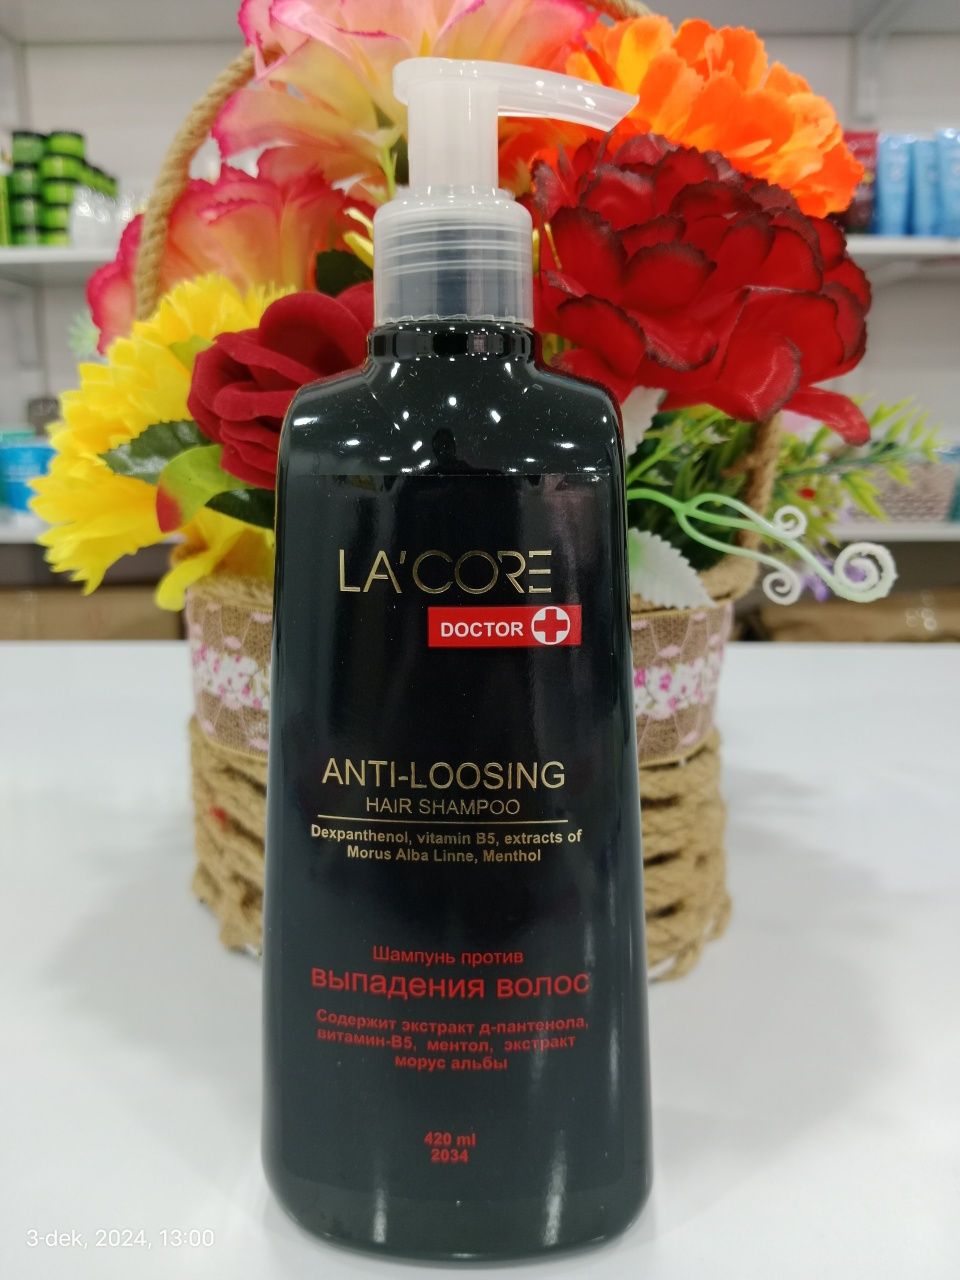 LA'CORE
DOCTOR
ANTI-LOOSING
HAIR SHAMPOO
Dexpanthenol, vitamin B5, extracts of
Morus Alba Linne, Menthol
Шампунь против
выпадения волос
Содержит экстракт д-пантенола,
витамин-В5, ментол, экстракт
морус альбы
420 ml
2034
3-dek, 2024, 13:00